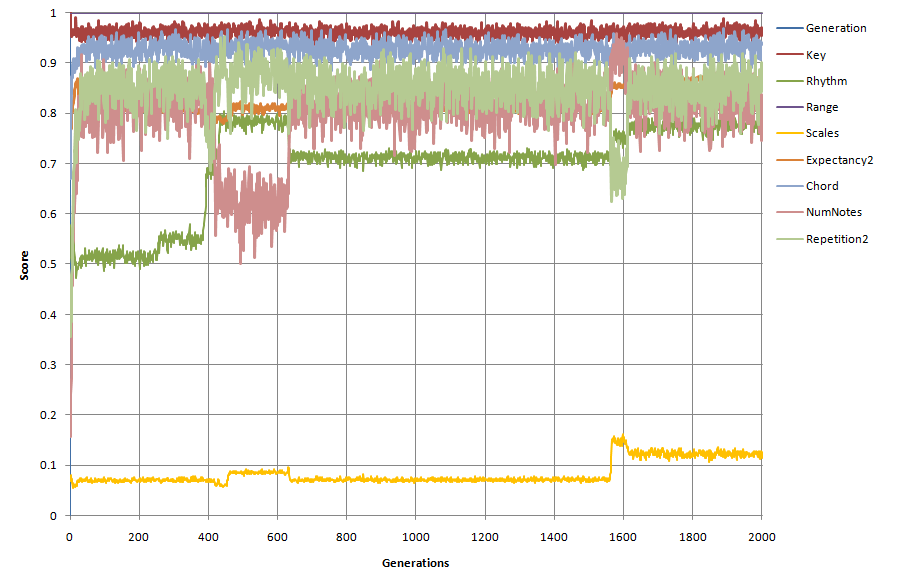 1
0.9
0.8
0.7
0.6
0.5
0.4
0.3
0.2
0.1
0
Score
0 200 400 600 800 1000 1200 1400 1600 1800 2000
Generations
Generation
Key
Rhythm
Range
Scales
Expectancy2
Chord
NumNotes
Repetition2